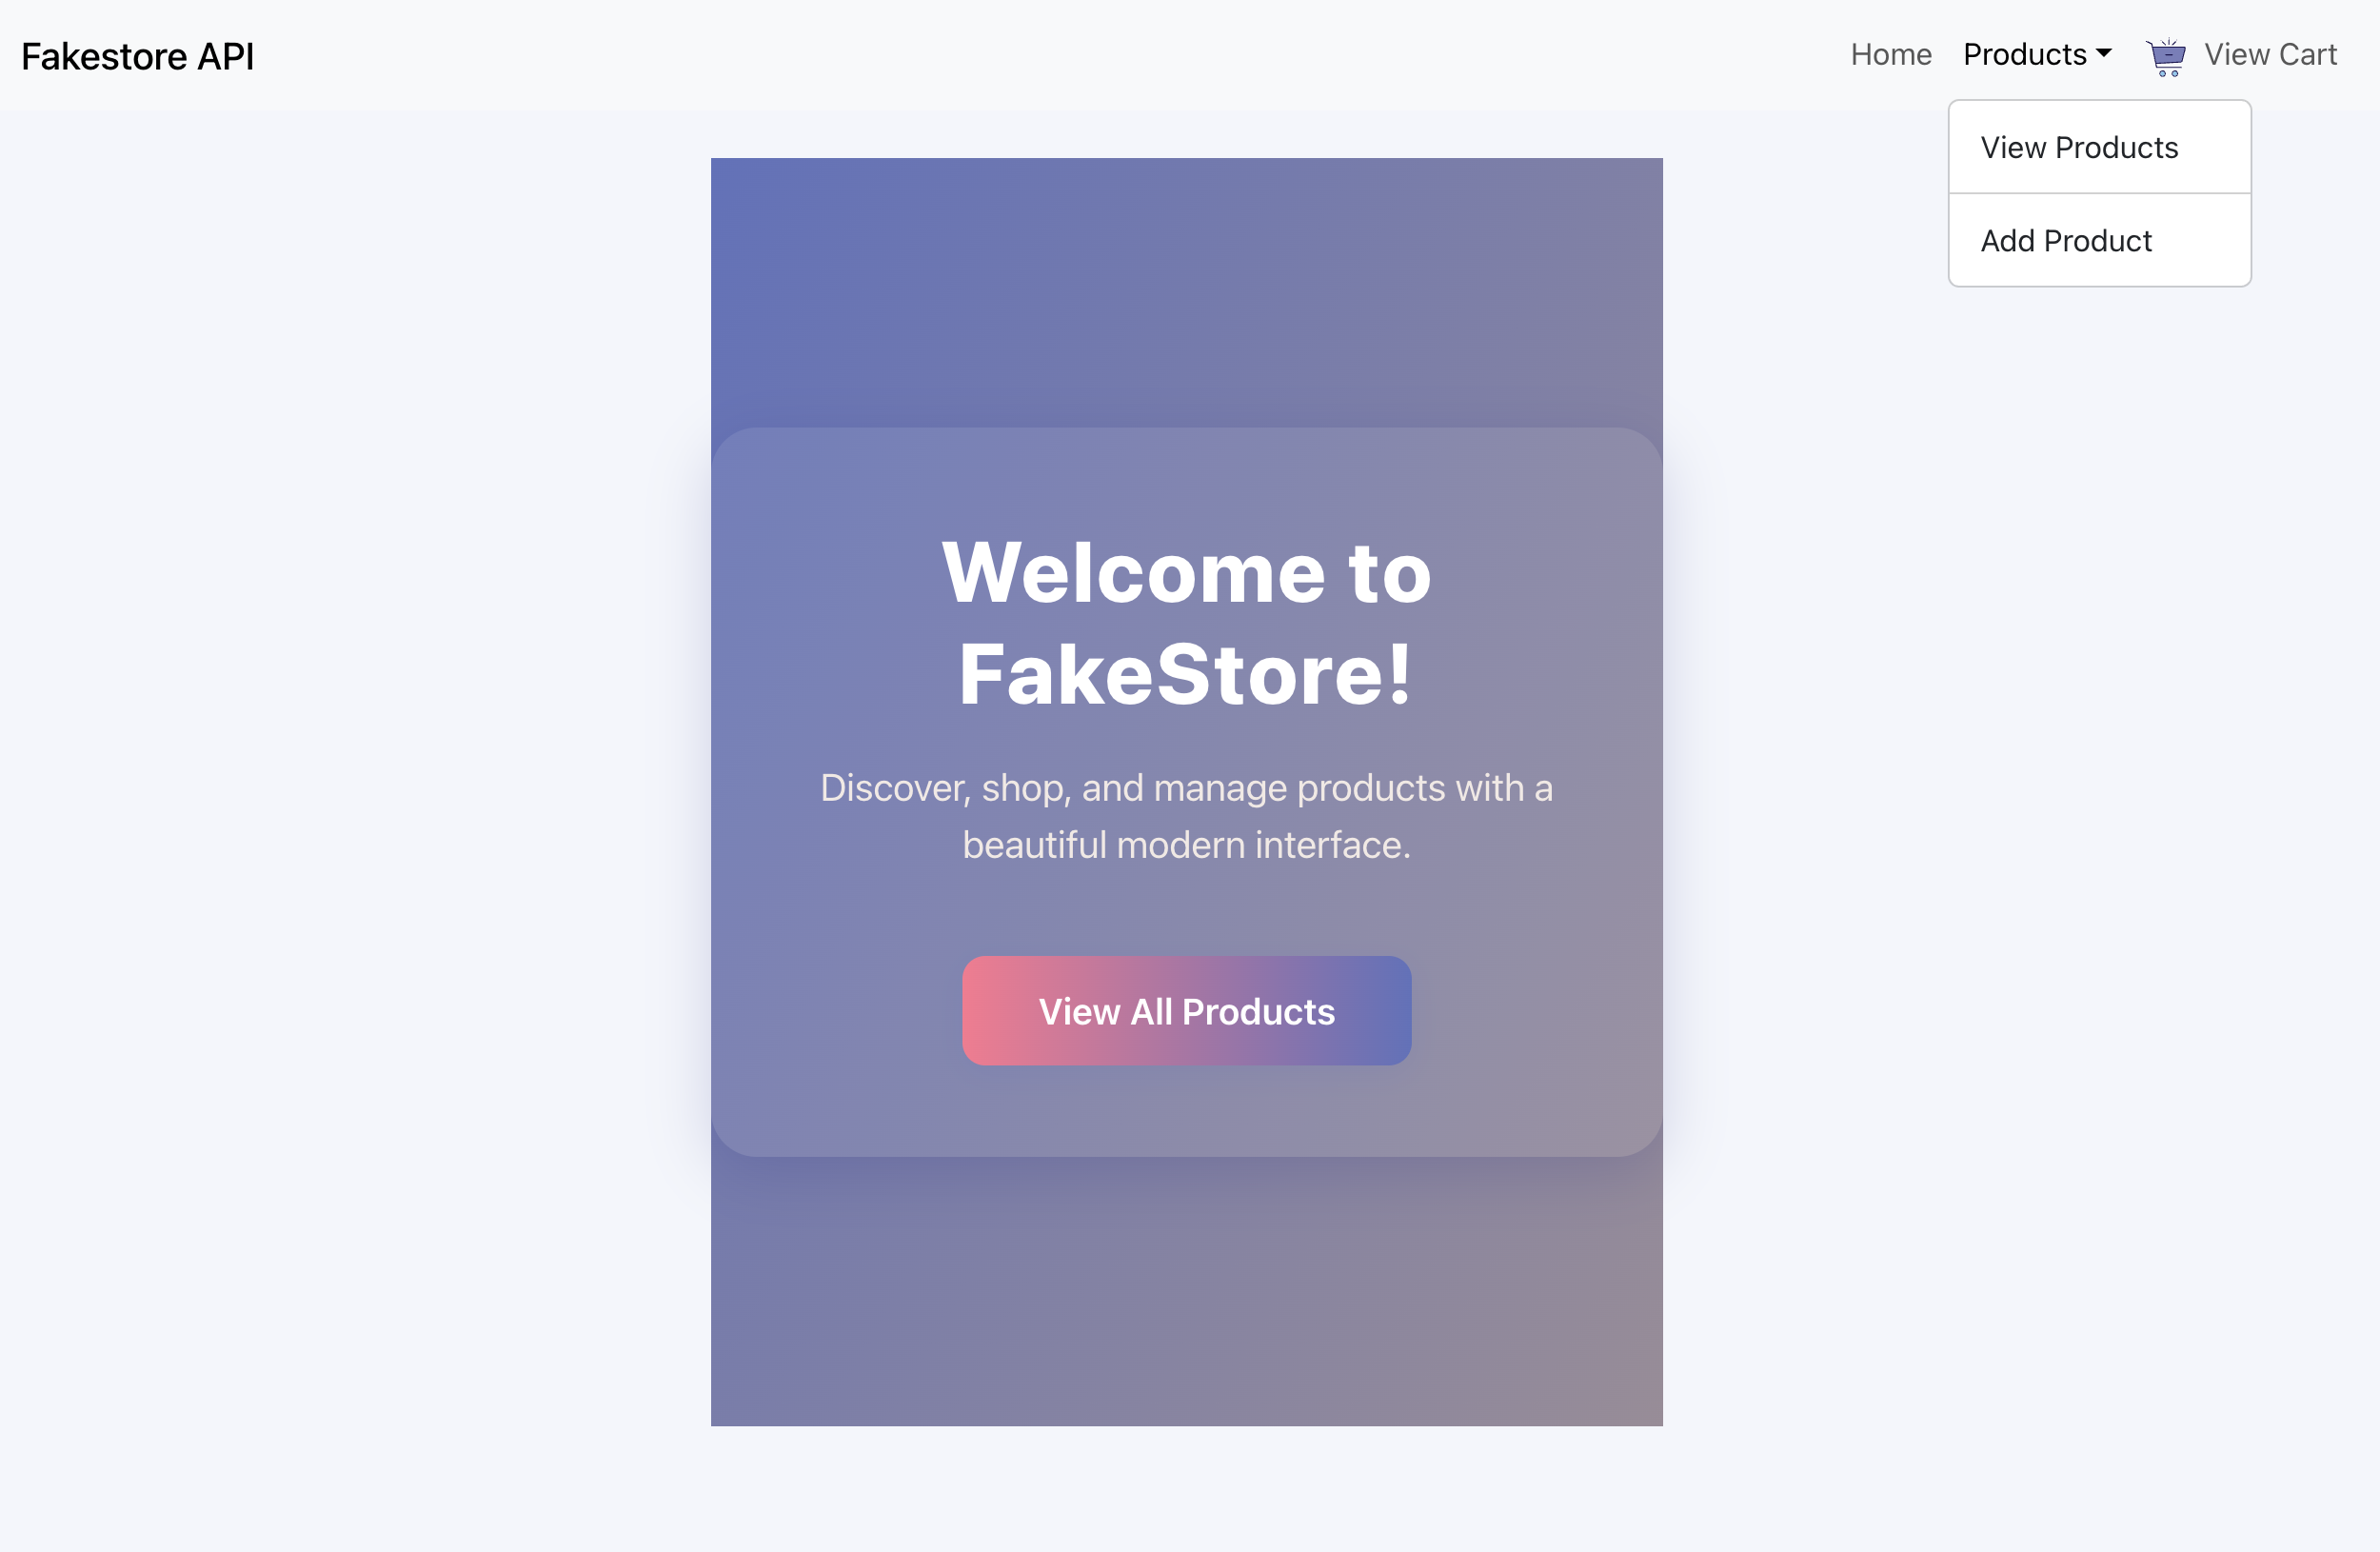 Fakestore API
Home
Products
View Cart
View Products
Add Product
Welcome to
FakeStore!
Discover, shop, and manage products with a
beautiful modern interface.
View All Products